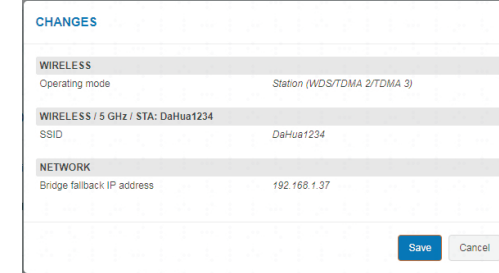 CHANGES
WIRELESS
Operating mode Station (WDS/TDMA 2/TDMA 3)
WIRELESS / 5 GHz / STA: DaHua1234
SSID DaHua1234
NETWORK
Bridge fallback IP address 192.168.1.37
Save Cancel